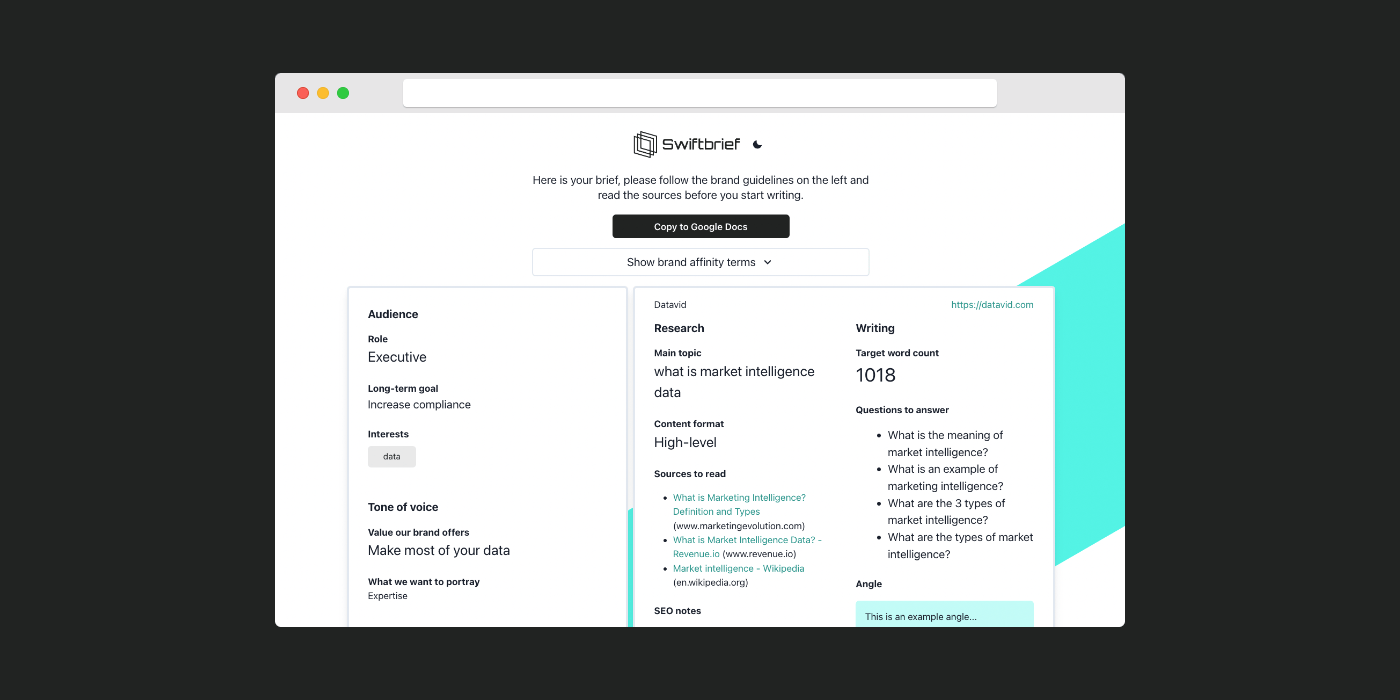 Swiftbrief
Here is your brief, please follow the brand guidelines on the left and
read the sources before you start writing.
Copy to Google Docs
Show brand affinity terms
Audience
Role
Executive
Long-term goal
Increase compliance
Interests
data
Tone of voice
Value our brand offers
Make most of your data
What we want to portray
Expertise
Datavid
https://datavid.com
Research
Main topic
what is market intelligence
data
Content format
High-level
Sources to read
What is Marketing Intelligence?
Definition and Types
(www.marketingevolution.com)
What is Market Intelligence Data? -
Revenue.io (www.revenue.io)
Market intelligence - Wikipedia
(en.wikipedia.org)
SEO notes
Writing
Target word count
1018
Questions to answer
What is the meaning of
market intelligence?
What is an example of
marketing intelligence?
What are the 3 types of
market intelligence?
What are the types of market
intelligence?
Angle
This is an example angle...